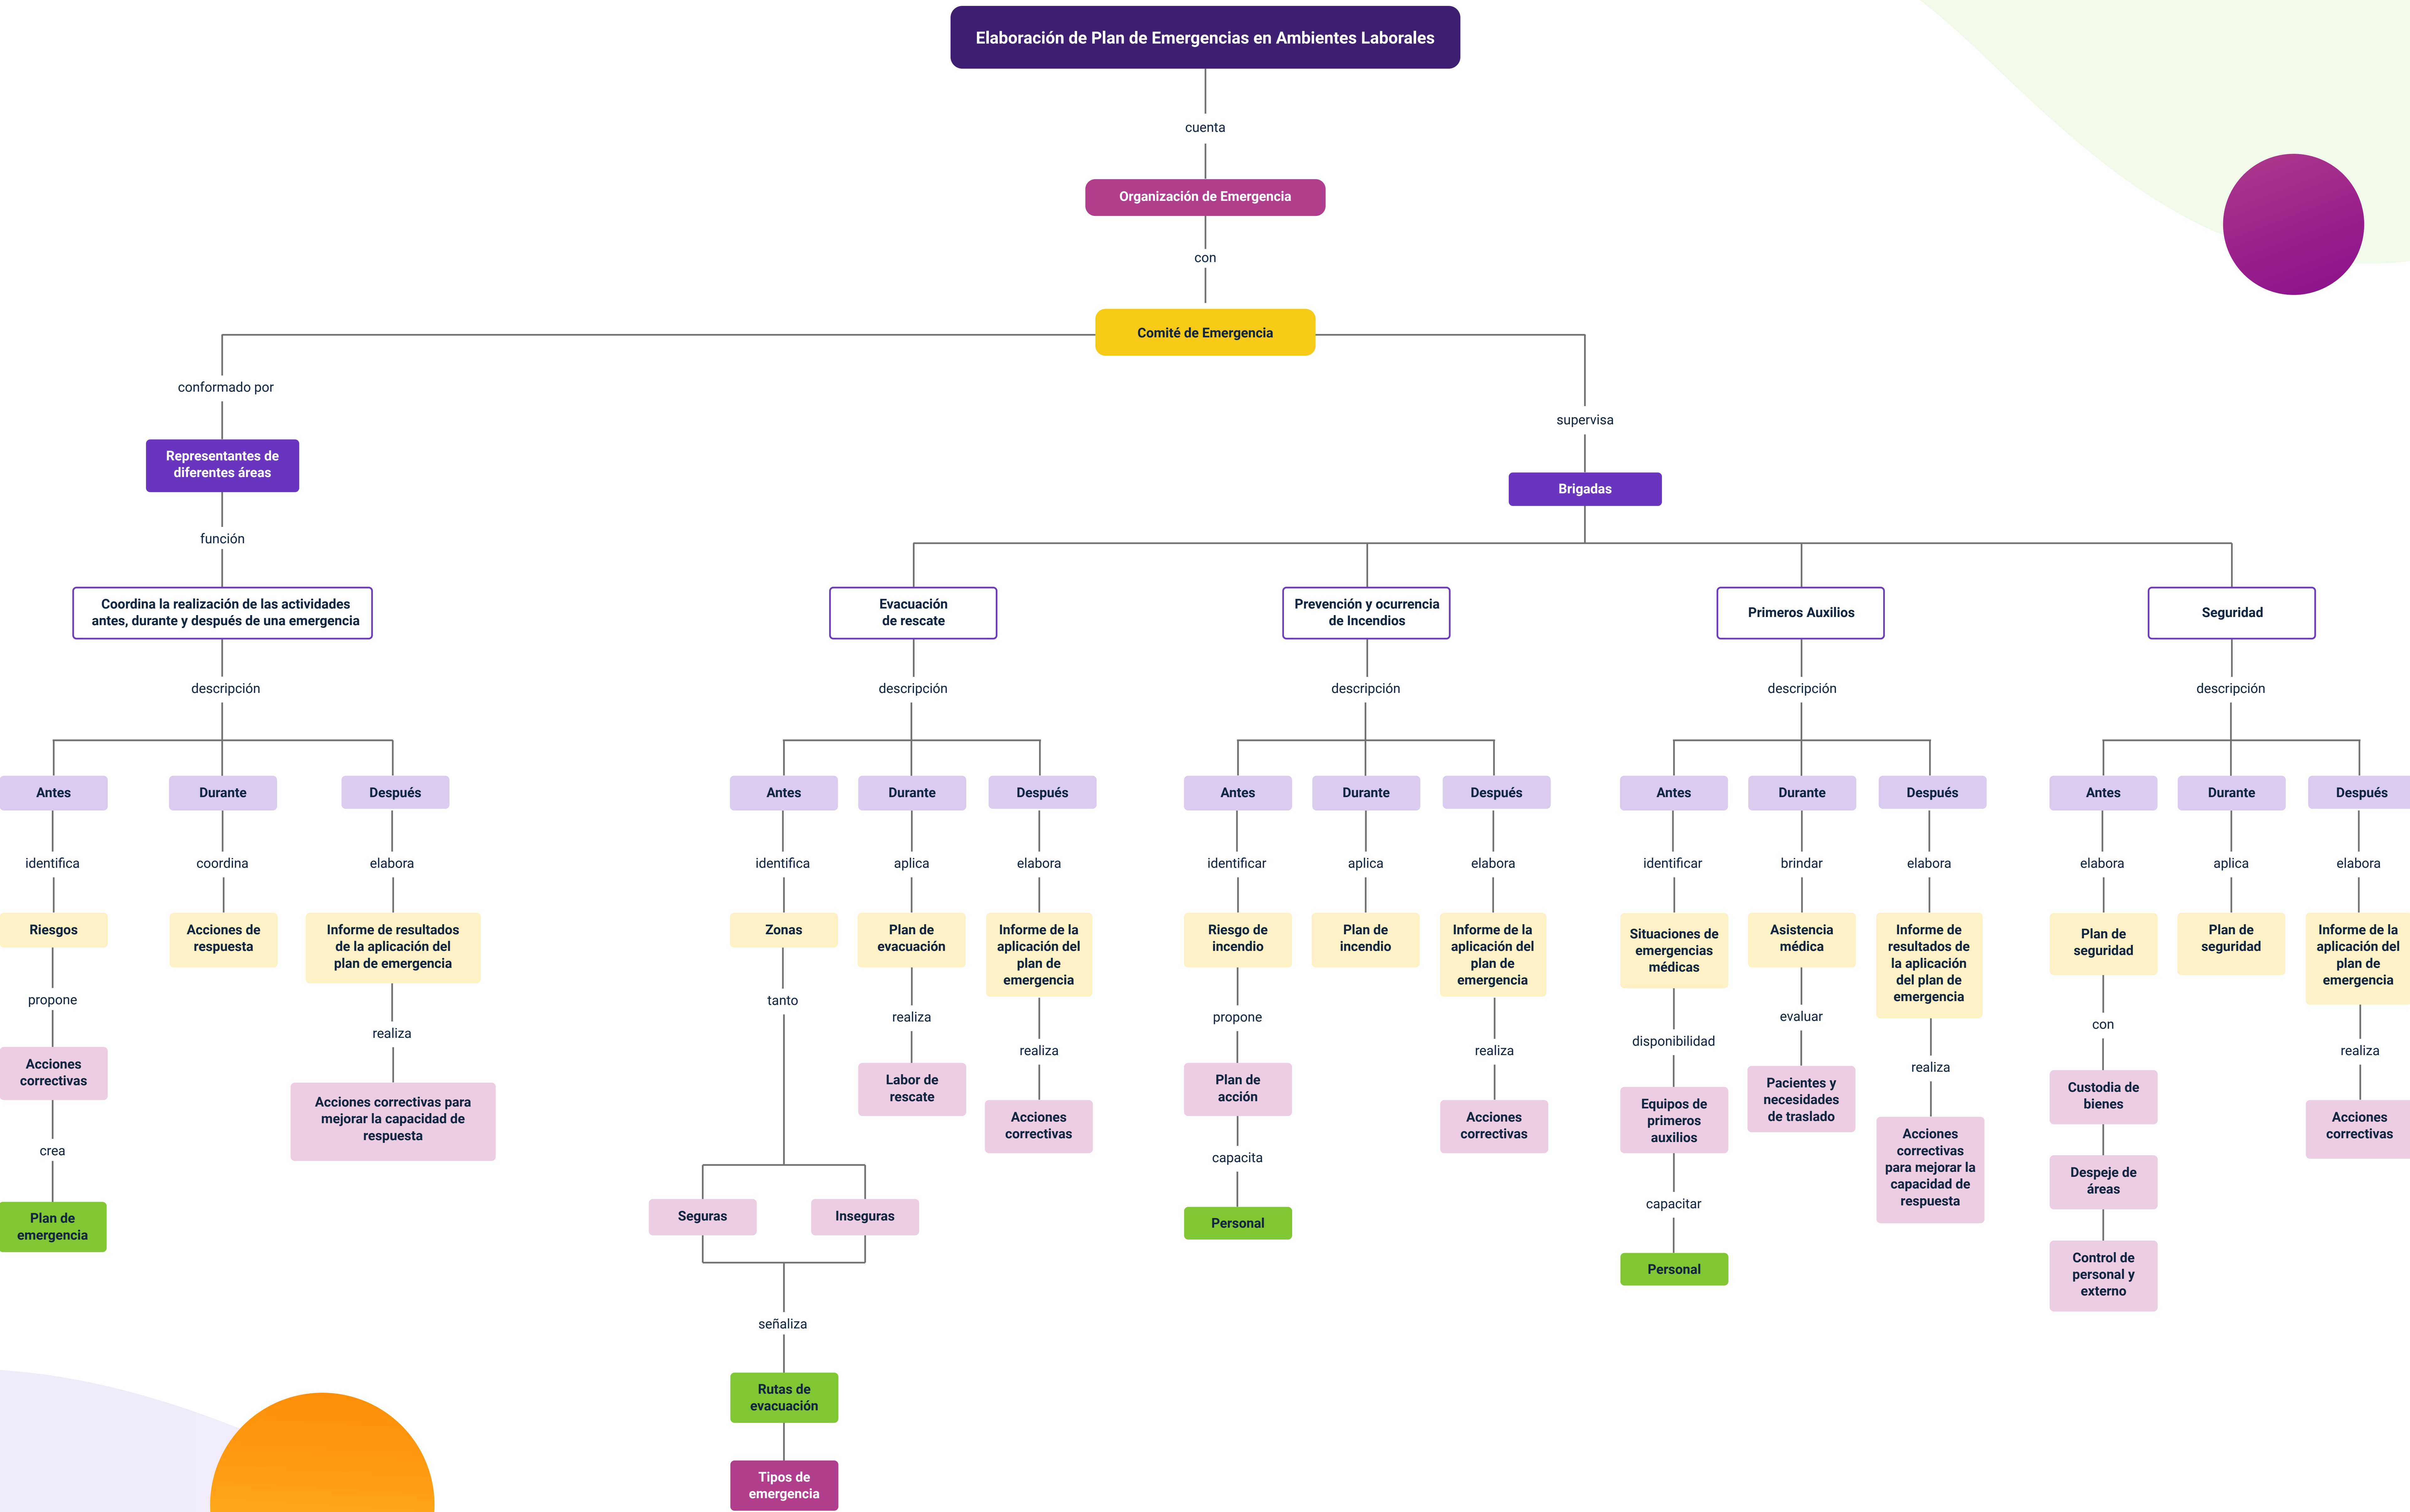 Elaboración de Plan de Emergencias en Ambientes Laborales
cuenta
Organización de Emergencia
con
Comité de Emergencia
conformado por
Representantes de
diferentes áreas
función
Coordina la realización de las actividades
antes, durante y después de una emergencia
descripción
Antes
identifica
Riesgos
propone
Acciones
correctivas
crea
Plan de
emergencia
Durante
coordina
Acciones de
respuesta
Después
elabora
Informe de resultados
de la aplicación del
plan de emergencia
realiza
Acciones correctivas para
mejorar la capacidad de
respuesta
supervisa
Brigadas
Evacuación
de rescate
descripción
Antes
identifica
Zonas
tanto
Seguras
Inseguras
señaliza
Rutas de
evacuación
Tipos de
emergencia
Durante
aplica
Plan de
evacuación
realiza
Labor de
rescate
Después
elabora
Informe de la
aplicación del
plan de
emergencia
realiza
Acciones
correctivas
Prevención y ocurrencia
de Incendios
descripción
Antes
identificar
Riesgo de
incendio
propone
Plan de
acción
capacita
Personal
Durante
aplica
Plan de
incendio
Después
elabora
Informe de la
aplicación del
plan de
emergencia
realiza
Acciones
correctivas
Primeros Auxilios
descripción
Antes
identificar
Situaciones de
emergencias
médicas
disponibilidad
Equipos de
primeros
auxilios
capacitar
Personal
Durante
brindar
Asistencia
médica
evaluar
Pacientes y
necesidades
de traslado
Después
elabora
Informe de
resultados de
la aplicación
del plan de
emergencia
realiza
Acciones
correctivas
para mejorar la
capacidad de
respuesta
Seguridad
descripción
Antes
elabora
Plan de
seguridad
con
Custodia de
bienes
Despeje de
áreas
Control de
personal y
externo
Durante
aplica
Plan de
seguridad
Después
elabora
Informe de la
aplicación del
plan de
emergencia
realiza
Acciones
correctivas